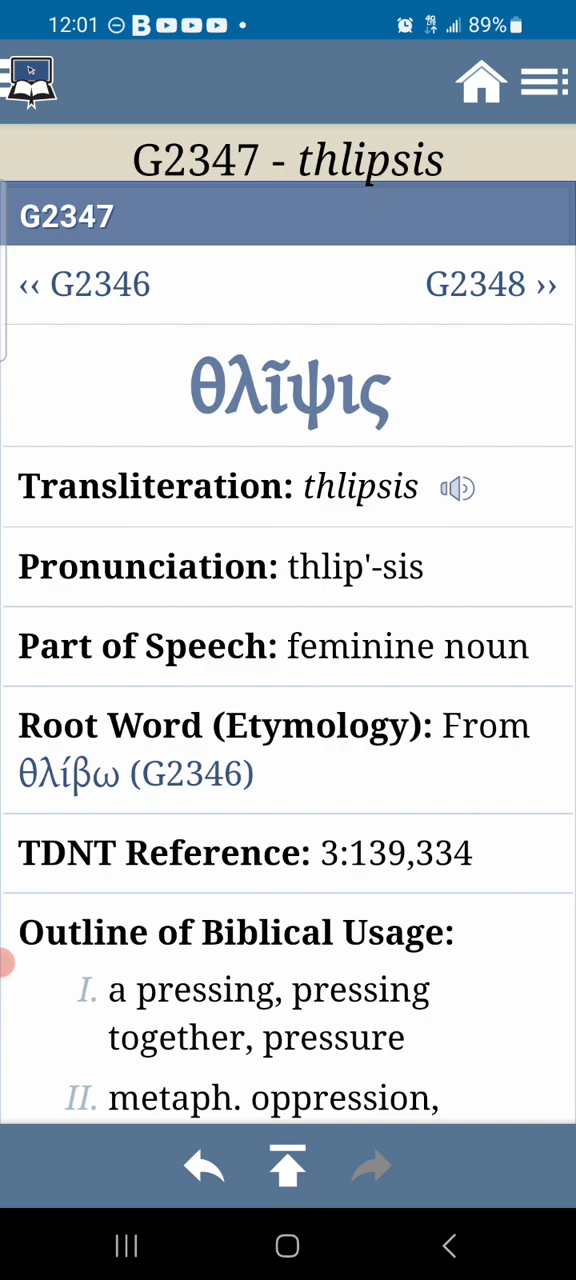 12:01 89%
G2347 - thlipsis
G2347
‹‹ G2346 G2348 ››
θλῖψις
Transliteration: thlipsis
Pronunciation: thlip'-sis
Part of Speech: feminine noun
Root Word (Etymology): From
θλίβω (G2346)
TDNT Reference: 3:139,334
Outline of Biblical Usage:
I. a pressing, pressing
together, pressure
II. metaph. oppression,